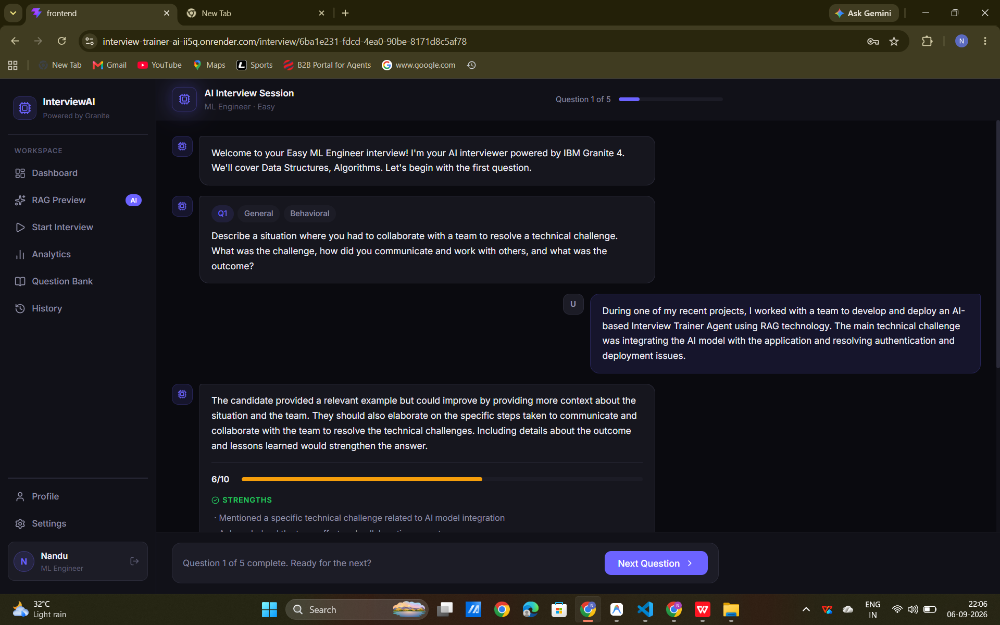 frontend
New Tab
Ask Gemini
interview-trainer-ai-ii5q.onrender.com/interview/6ba1e231-fdcd-4ea0-90be-8171d8c5af78
N
New Tab
Gmail
YouTube
Maps
Sports
B2B Portal for Agents
www.google.com
InterviewAI
Powered by Granite
WORKSPACE
Dashboard
RAG Preview
AI
Start Interview
Analytics
Question Bank
History
Profile
Settings
N
Nandu
ML Engineer
AI Interview Session
ML Engineer · Easy
Question 1 of 5
Welcome to your Easy ML Engineer interview! I'm your AI interviewer powered by IBM Granite 4.
We'll cover Data Structures, Algorithms. Let's begin with the first question.
Q1
General
Behavioral
Describe a situation where you had to collaborate with a team to resolve a technical challenge.
What was the challenge, how did you communicate and work with others, and what was the
outcome?
U
During one of my recent projects, I worked with a team to develop and deploy an AI-
based Interview Trainer Agent using RAG technology. The main technical challenge
was integrating the AI model with the application and resolving authentication and
deployment issues.
The candidate provided a relevant example but could improve by providing more context about the
situation and the team. They should also elaborate on the specific steps taken to communicate and
collaborate with the team to resolve the technical challenges. Including details about the outcome
and lessons learned would strengthen the answer.
6/10
STRENGTHS
· Mentioned a specific technical challenge related to AI model integration
Question 1 of 5 complete. Ready for the next?
Next Question
32°C
Light rain
Search
ENG
IN
22:06
06-09-2026